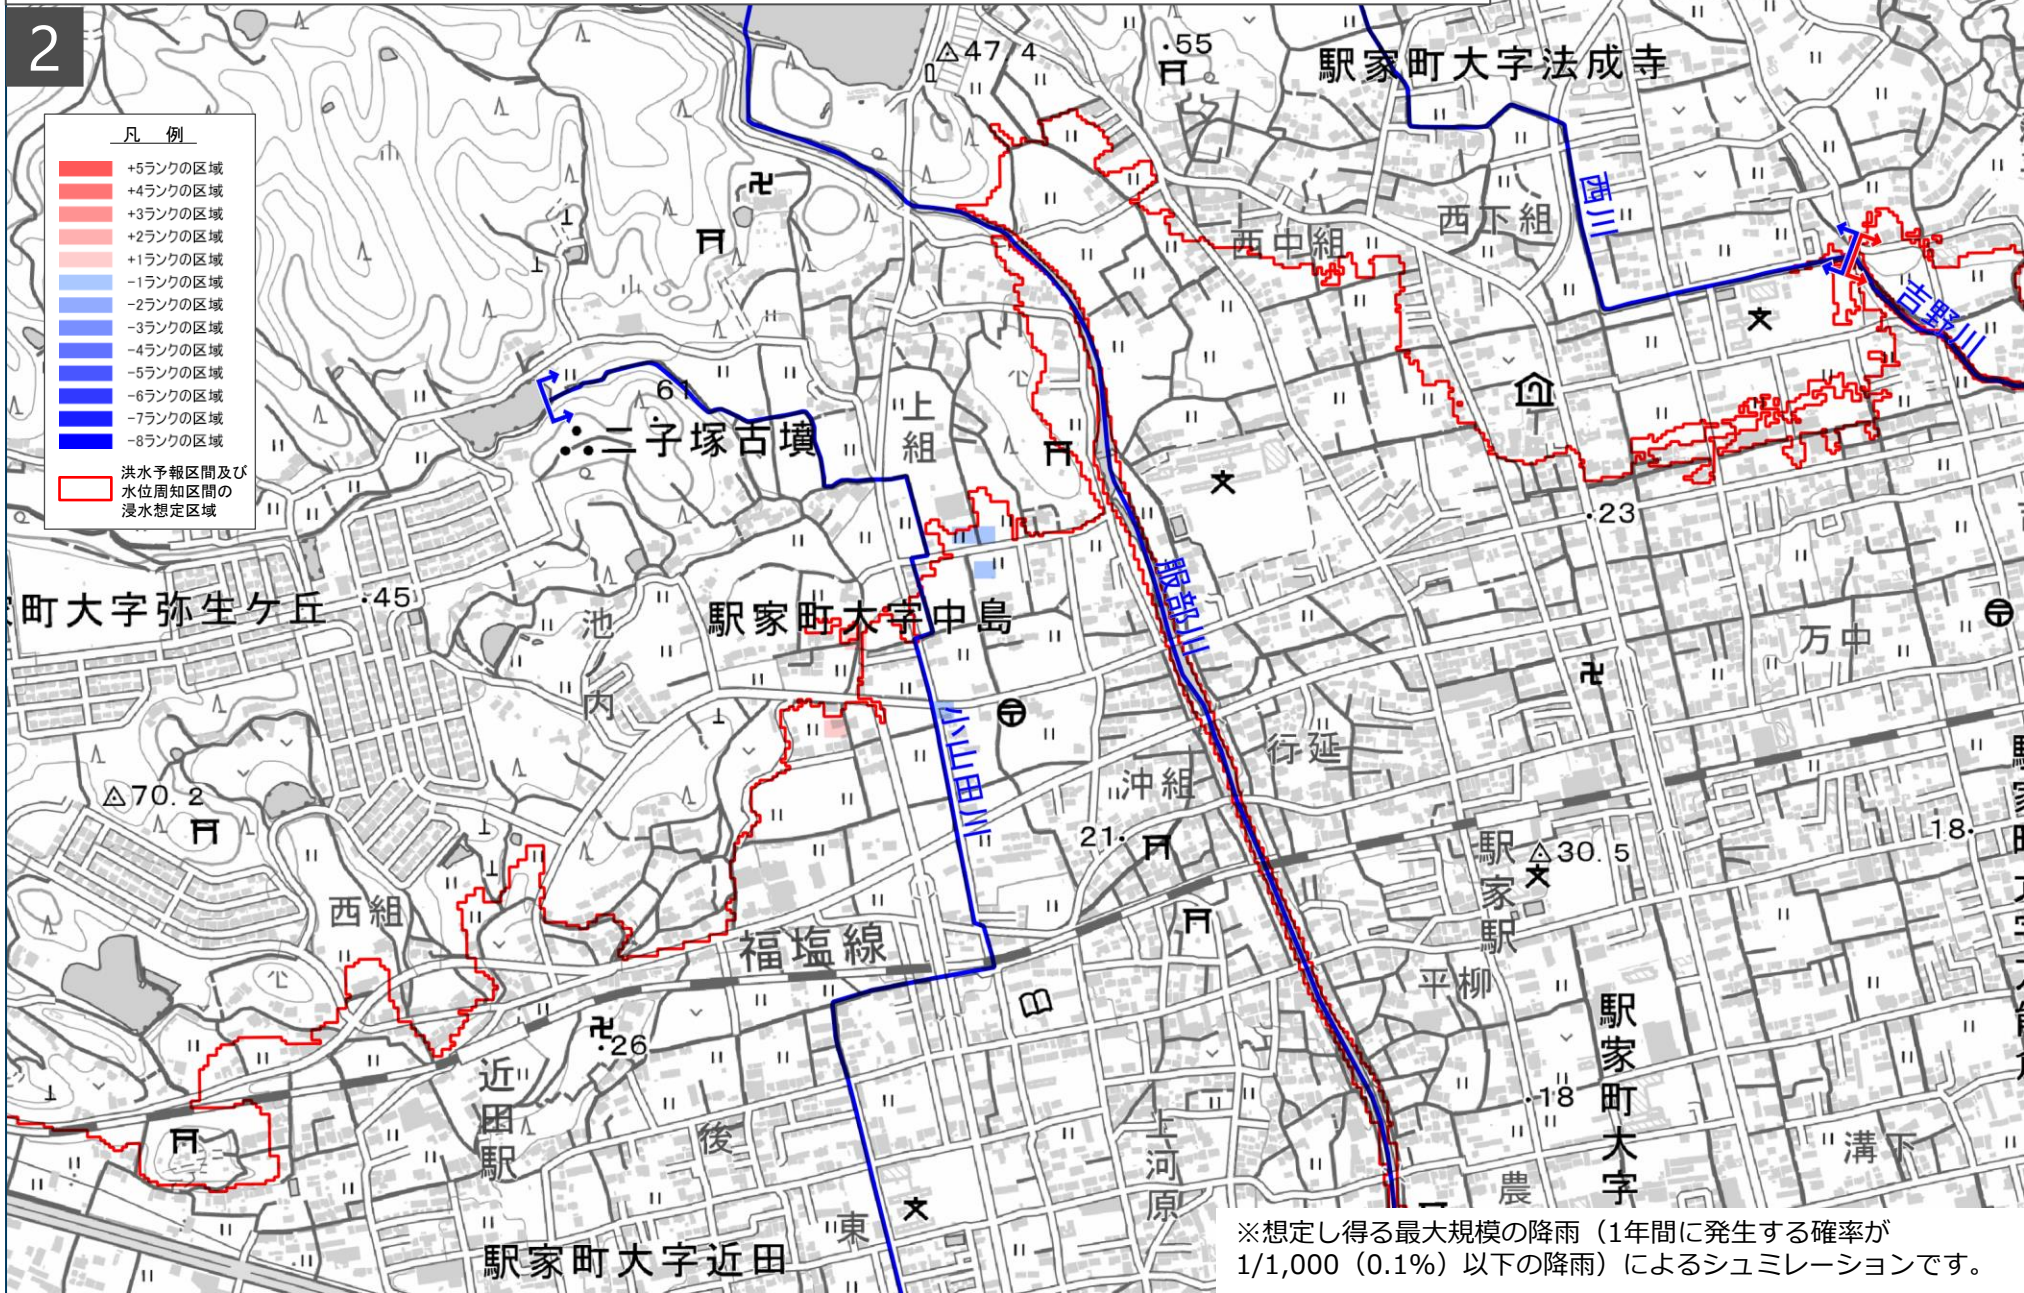 2
凡 例
+5ランクの区域
+4ランクの区域
+3ランクの区域
+2ランクの区域
+1ランクの区域
-1ランクの区域
-2ランクの区域
-3ランクの区域
-4ランクの区域
-5ランクの区域
-6ランクの区域
-7ランクの区域
-8ランクの区域
洪水予報区間及び
水位周知区間の
浸水想定区域
47.4
55
駅家町大字法成寺
西川
西下組
西中組
吉野川
61
二子塚古墳
上組
23
町大字弥生ケ丘
45
池ノ内
駅家町大字中島
服部川
万中
小山田川
行延
沖組
21
70.2
駅家駅
30.5
18
西組
福塩線
平柳
26
近田駅
後
上河原
18
駅家町大字
農
溝下
東
駅家町大字近田
※想定し得る最大規模の降雨（1年間に発生する確率が
1/1,000（0.1%）以下の降雨）によるシュミレーションです。